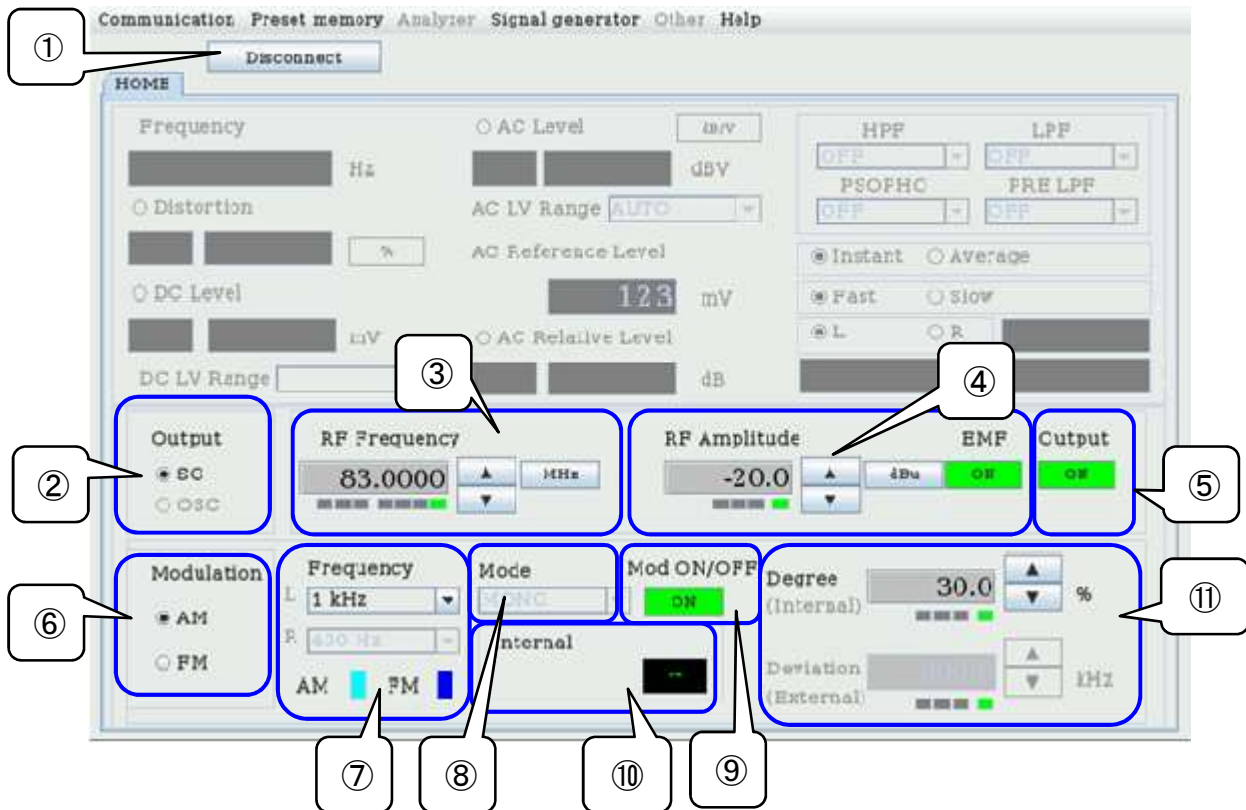 Communication Preset memory Analyzer Signal generator Other Help
① Disconnect
HOME
Frequency ○ AC Level dB/V HPF LPF
Hz dBV OFF OFF
PSOPHO PRE LPF
○ Distortion AC LV Range AUTO OFF OFF
% AC Reference Level ◉ Instant ○ Average
○ DC Level 123 mV ◉ Fast ○ Slow
mV ○ AC Relative Level ◉ L ○ R
DC LV Range ③ dB ④
Output RF Frequency RF Amplitude EMF Output
② ◉ SG 83.0000 ▲ ▼ MHz -20.0 ▲ ▼ dBu ON ON ⑤
○ OSC
Modulation Frequency Mode Mod ON/OFF Degree 30.0 ▲ ▼ % ⑪
L 1 kHz MONO ON (Internal)
⑥ ◉ AM R 400 Hz Internal
○ FM -- Deviation ▲ ▼ kHz
AM FM (External)
⑦ ⑧ ⑩ ⑨